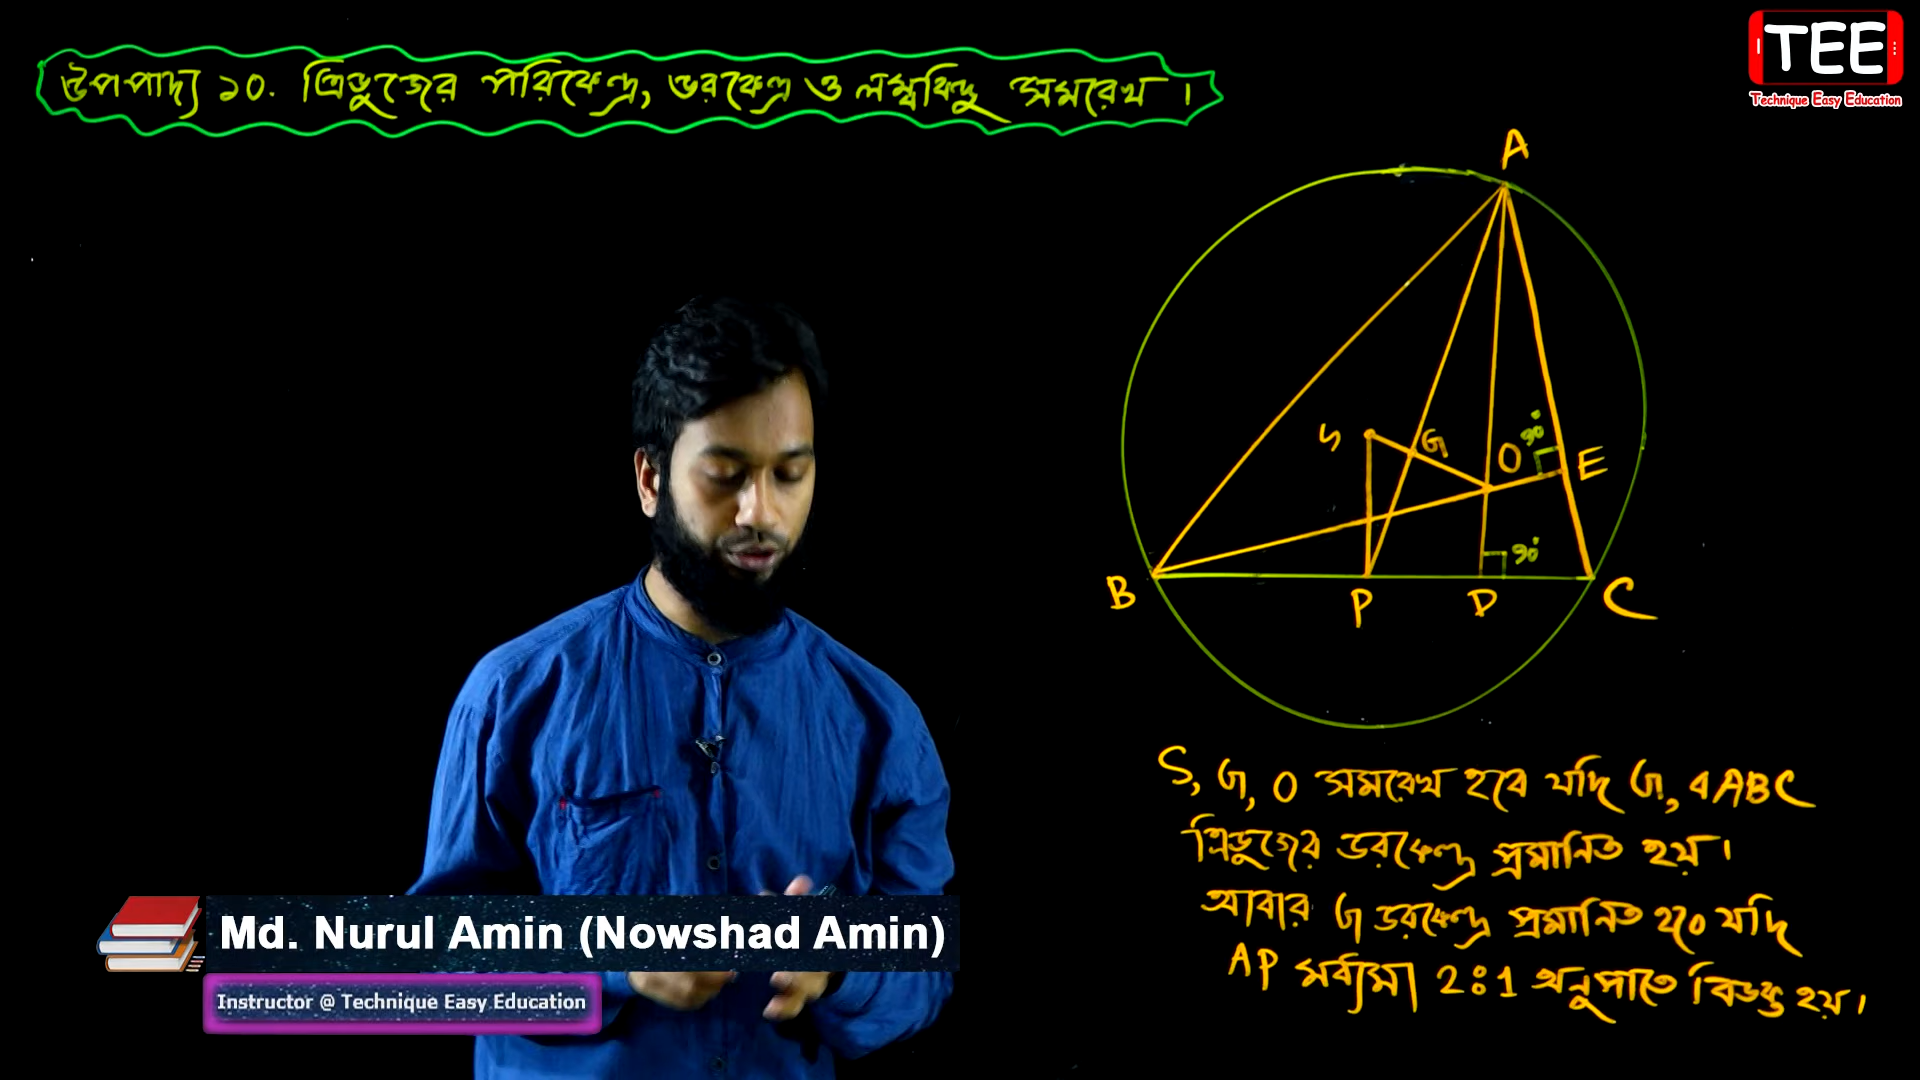 উপপাদ্য ১০. ত্রিভুজের পরিকেন্দ্র, ভরকেন্দ্র ও লম্ববিন্দু সমরেখ ।
TEE
Technique Easy Education
A
S
G
O
90°
E
90°
B
P
D
C
S, G, O সমরেখ হবে যদি G, ABC
ত্রিভুজের ভরকেন্দ্র প্রমানিত হয় ।
আবার G ভরকেন্দ্র প্রমানিত হবে যদি
AP মধ্যমা 2:1 অনুপাতে বিভক্ত হয় ।
Md. Nurul Amin (Nowshad Amin)
Instructor @ Technique Easy Education